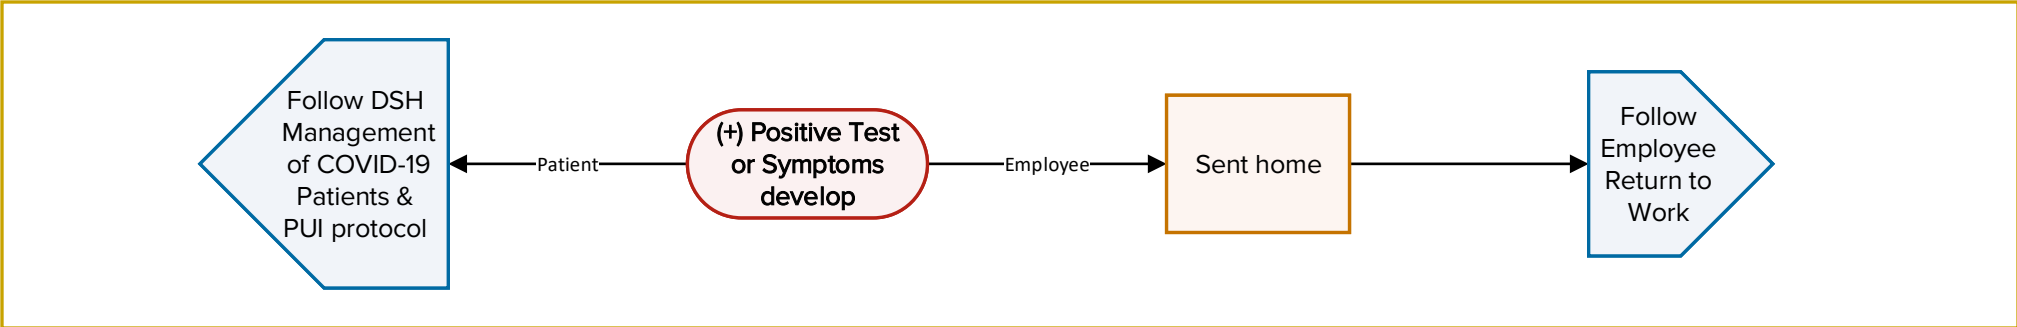 Follow DSH
Management
of COVID-19
Patients &
PUI protocol
Patient
(+) Positive Test
or Symptoms
develop
Employee
Sent home
Follow
Employee
Return to
Work